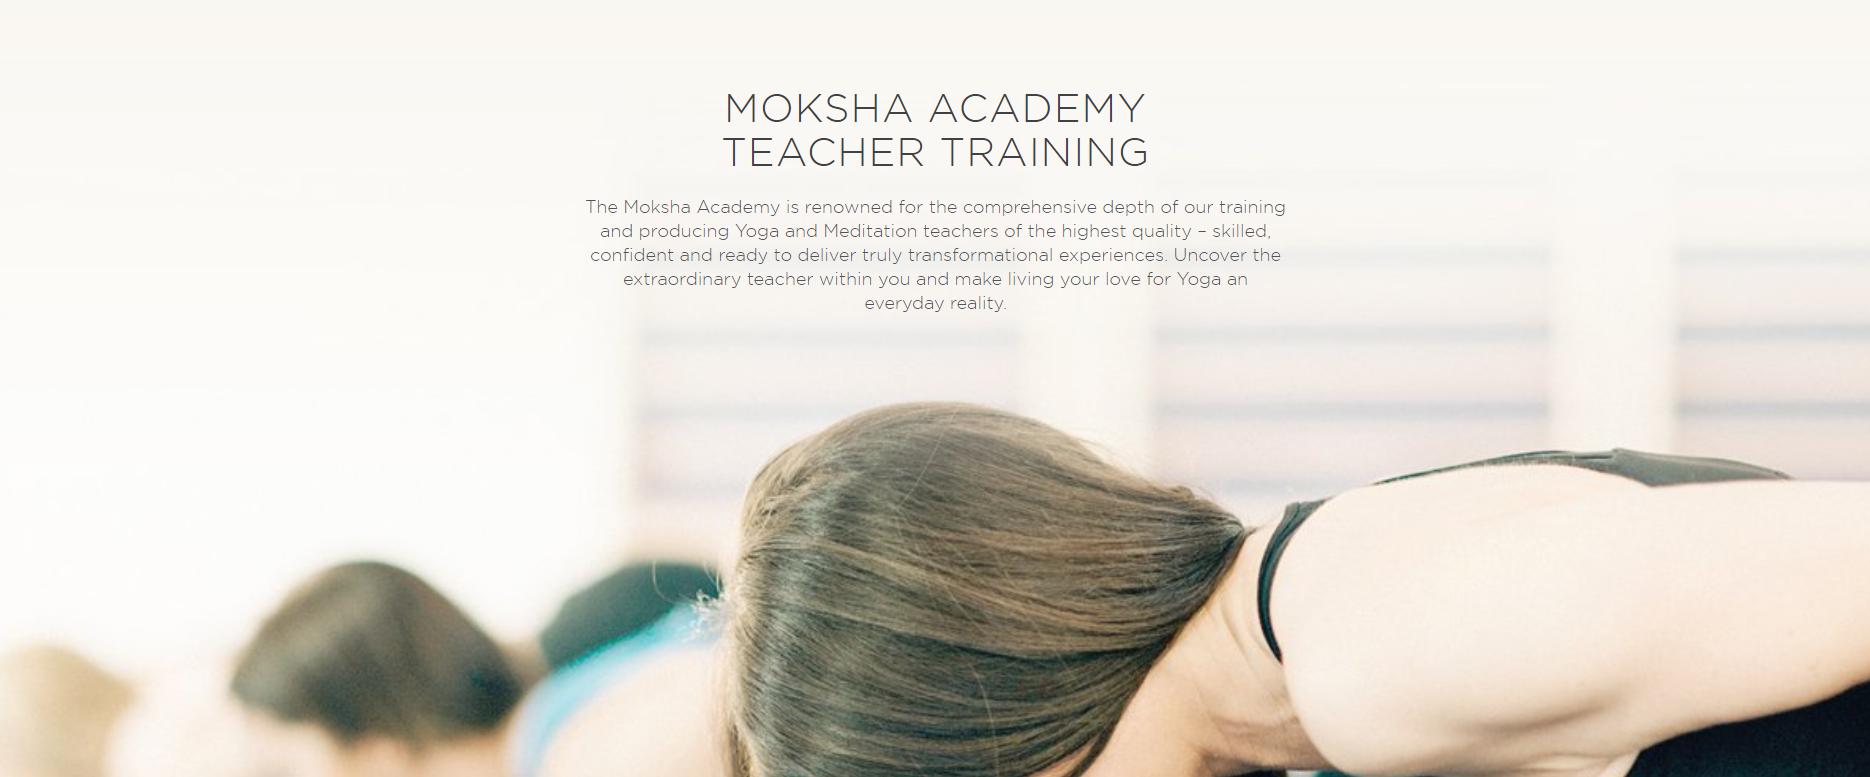 MOKSHA ACADEMY
TEACHER TRAINING
The Moksha Academy is renowned for the comprehensive depth of our training
and producing Yoga and Meditation teachers of the highest quality – skilled,
confident and ready to deliver truly transformational experiences. Uncover the
extraordinary teacher within you and make living your love for Yoga an
everyday reality.